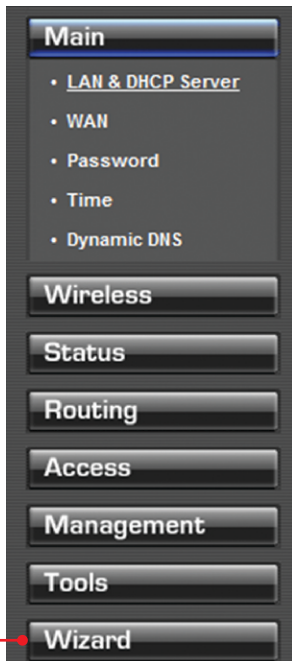 Main
• LAN & DHCP Server
• WAN
• Password
• Time
• Dynamic DNS
Wireless
Status
Routing
Access
Management
Tools
Wizard